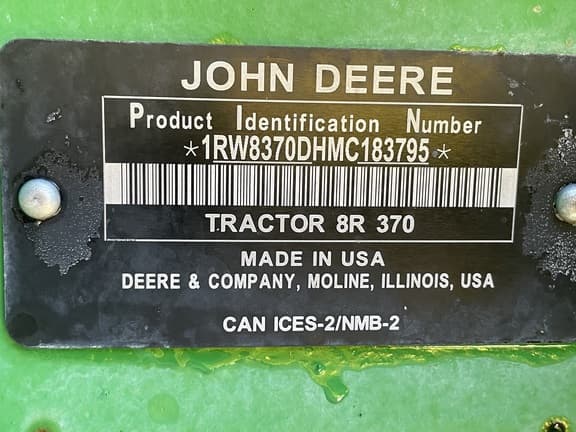 JOHN DEERE
Product Identification Number
*1RW8370DHMC183795*
TRACTOR 8R 370
MADE IN USA
DEERE & COMPANY, MOLINE, ILLINOIS, USA
CAN ICES-2/NMB-2